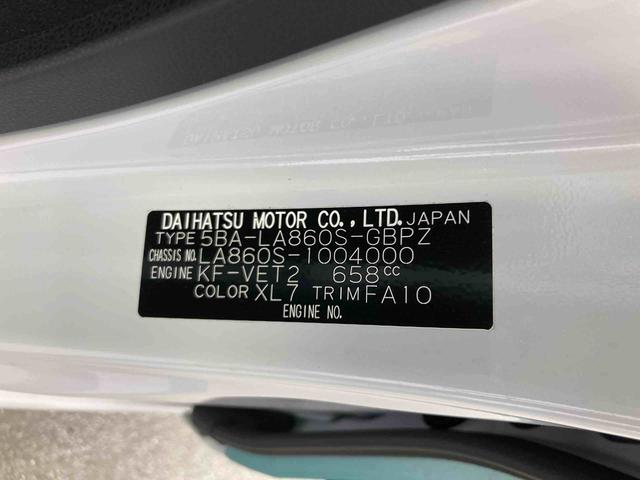 DAIHATSU MOTOR CO.,LTD. JAPAN
TYPE 5BA-LA860S-GBPZ
CHASSIS NO. LA860S-1004000
ENGINE KF-VET2 658cc
COLOR XL7 TRIM FA10
ENGINE NO.